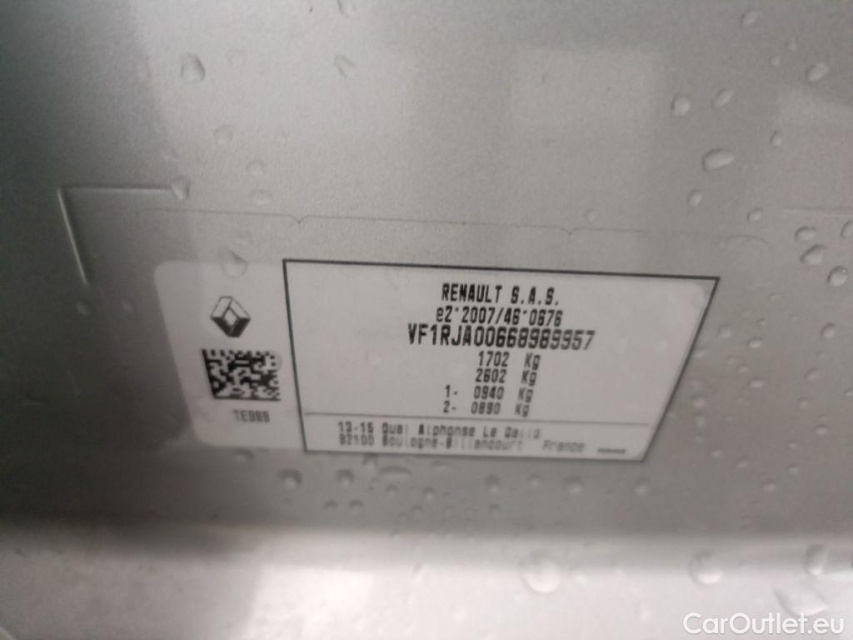 RENAULT S.A.S.
e2*2007/46*0676
VF1RJA00668989957
1702 Kg
2602 Kg
1- 0940 Kg
2- 0890 Kg
13-15 Quai Alphonse Le Gallo
92100 Boulogne-Billancourt France
CarOutlet.eu